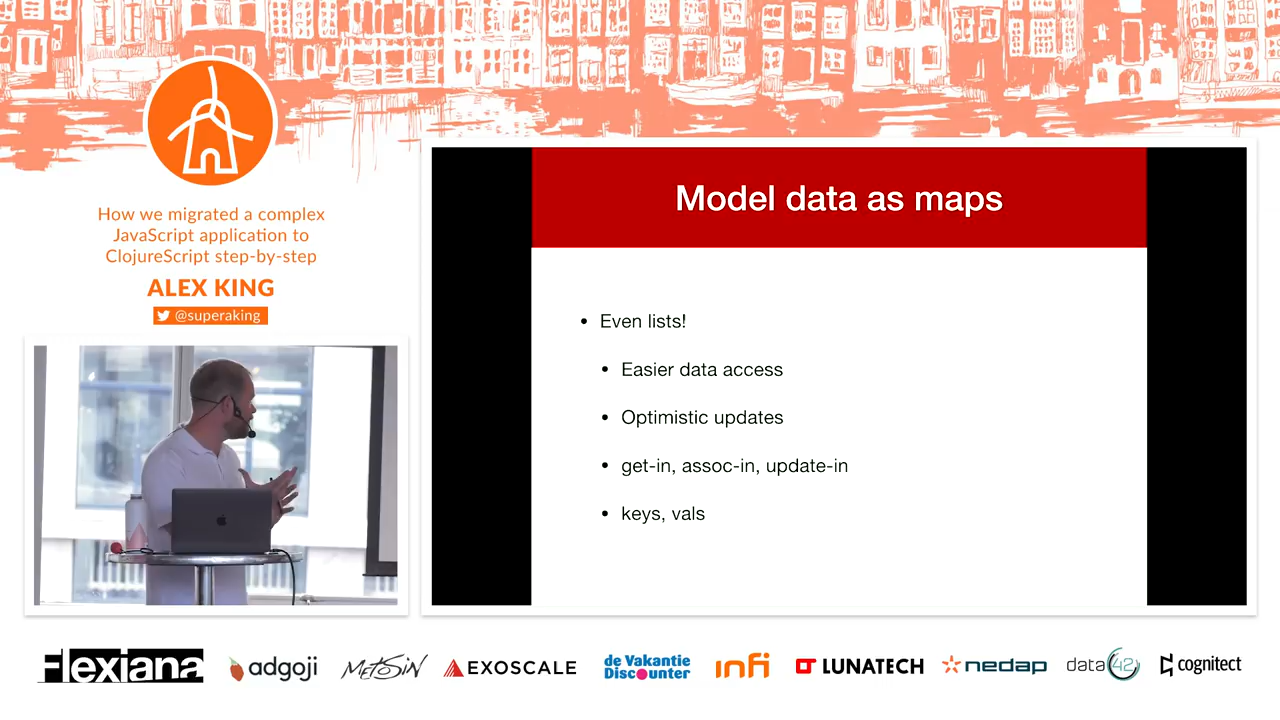 How we migrated a complex
JavaScript application to
ClojureScript step-by-step
ALEX KING
@superaking
Model data as maps
• Even lists!
• Easier data access
• Optimistic updates
• get-in, assoc-in, update-in
• keys, vals
Flexiana
adgoji
METOSIN
EXOSCALE
de Vakantie
Discounter
infi
LUNATECH
nedap
data 42
cognitect